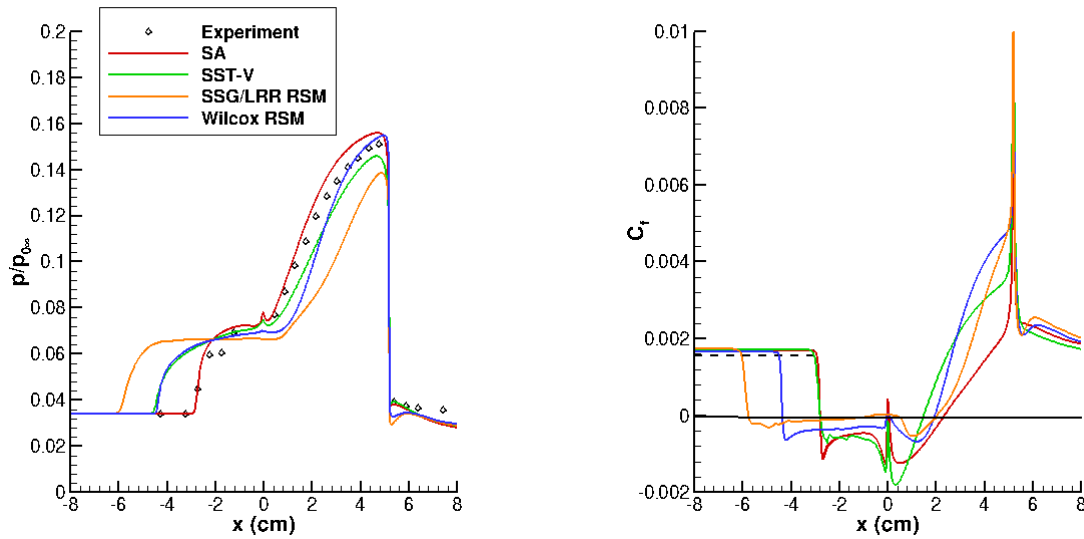 Experiment
SA
SST-V
SSG/LRR RSM
Wilcox RSM
p/p0∞
0.2
0.18
0.16
0.14
0.12
0.1
0.08
0.06
0.04
0.02
0
-8 -6 -4 -2 0 2 4 6 8
x (cm)
Cf
0.01
0.008
0.006
0.004
0.002
0
-0.002
-8 -6 -4 -2 0 2 4 6 8
x (cm)